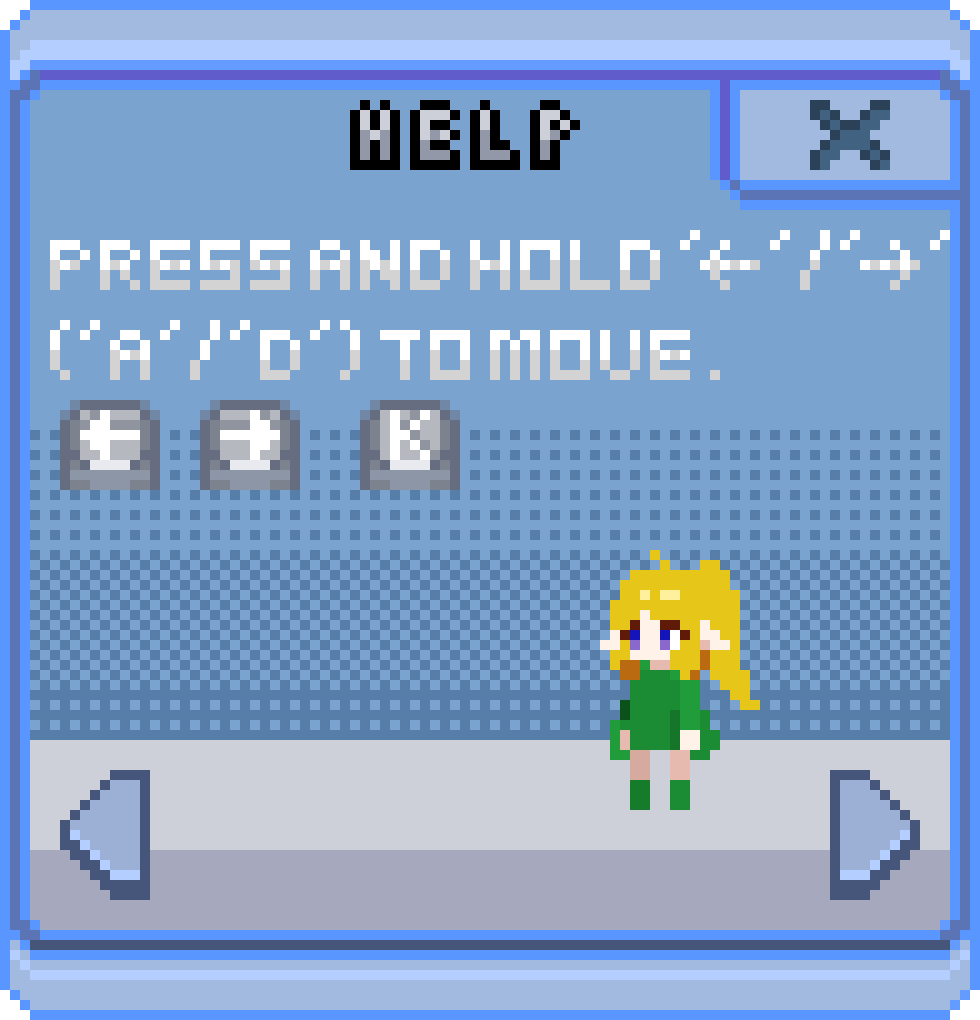 HELP
PRESS AND HOLD '←'/'→'
('A'/'D') TO MOVE.
← → K